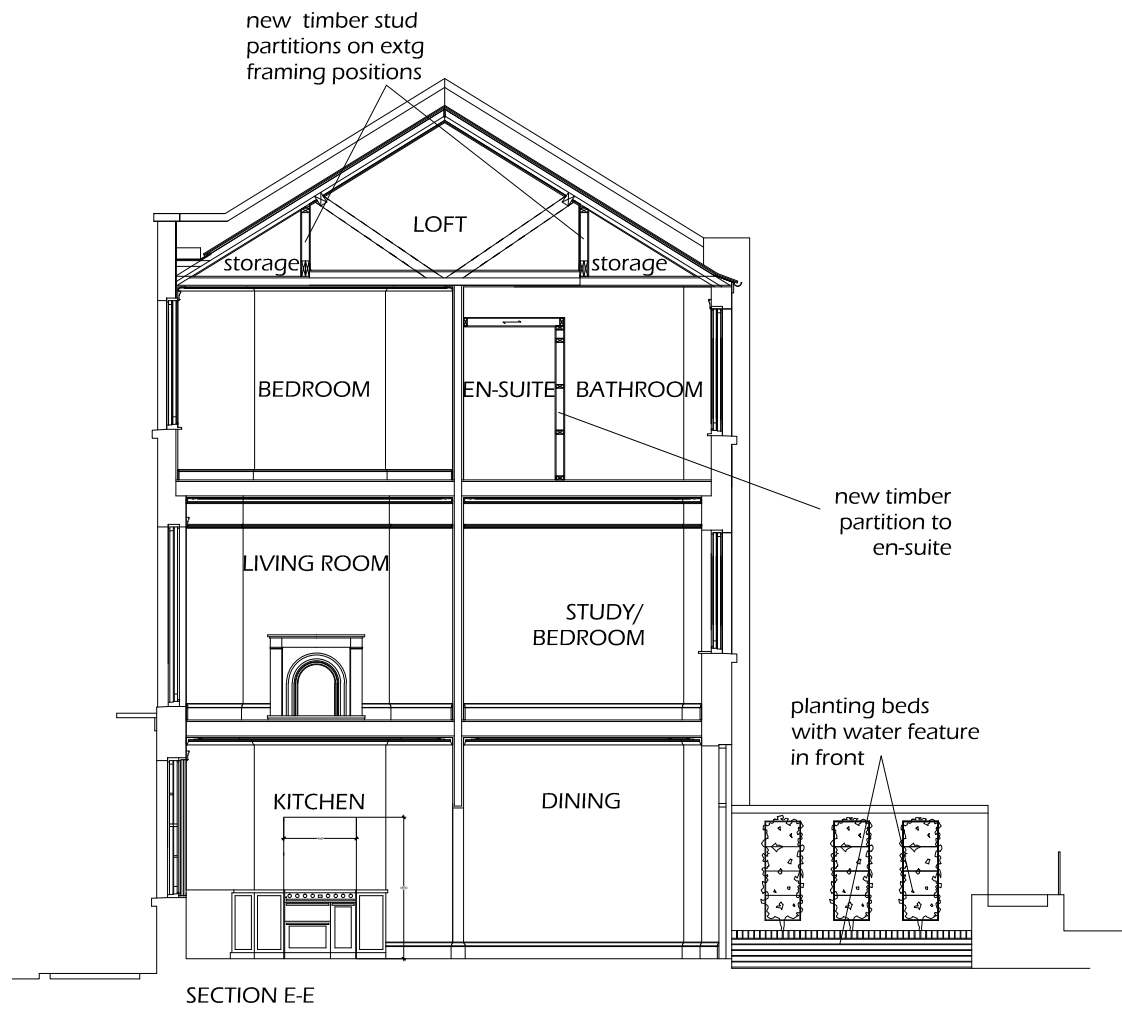 new timber stud
partitions on extg
framing positions
LOFT
storage
storage
BEDROOM
EN-SUITE
BATHROOM
new timber
partition to
en-suite
LIVING ROOM
STUDY/
BEDROOM
planting beds
with water feature
in front
KITCHEN
DINING
SECTION E-E